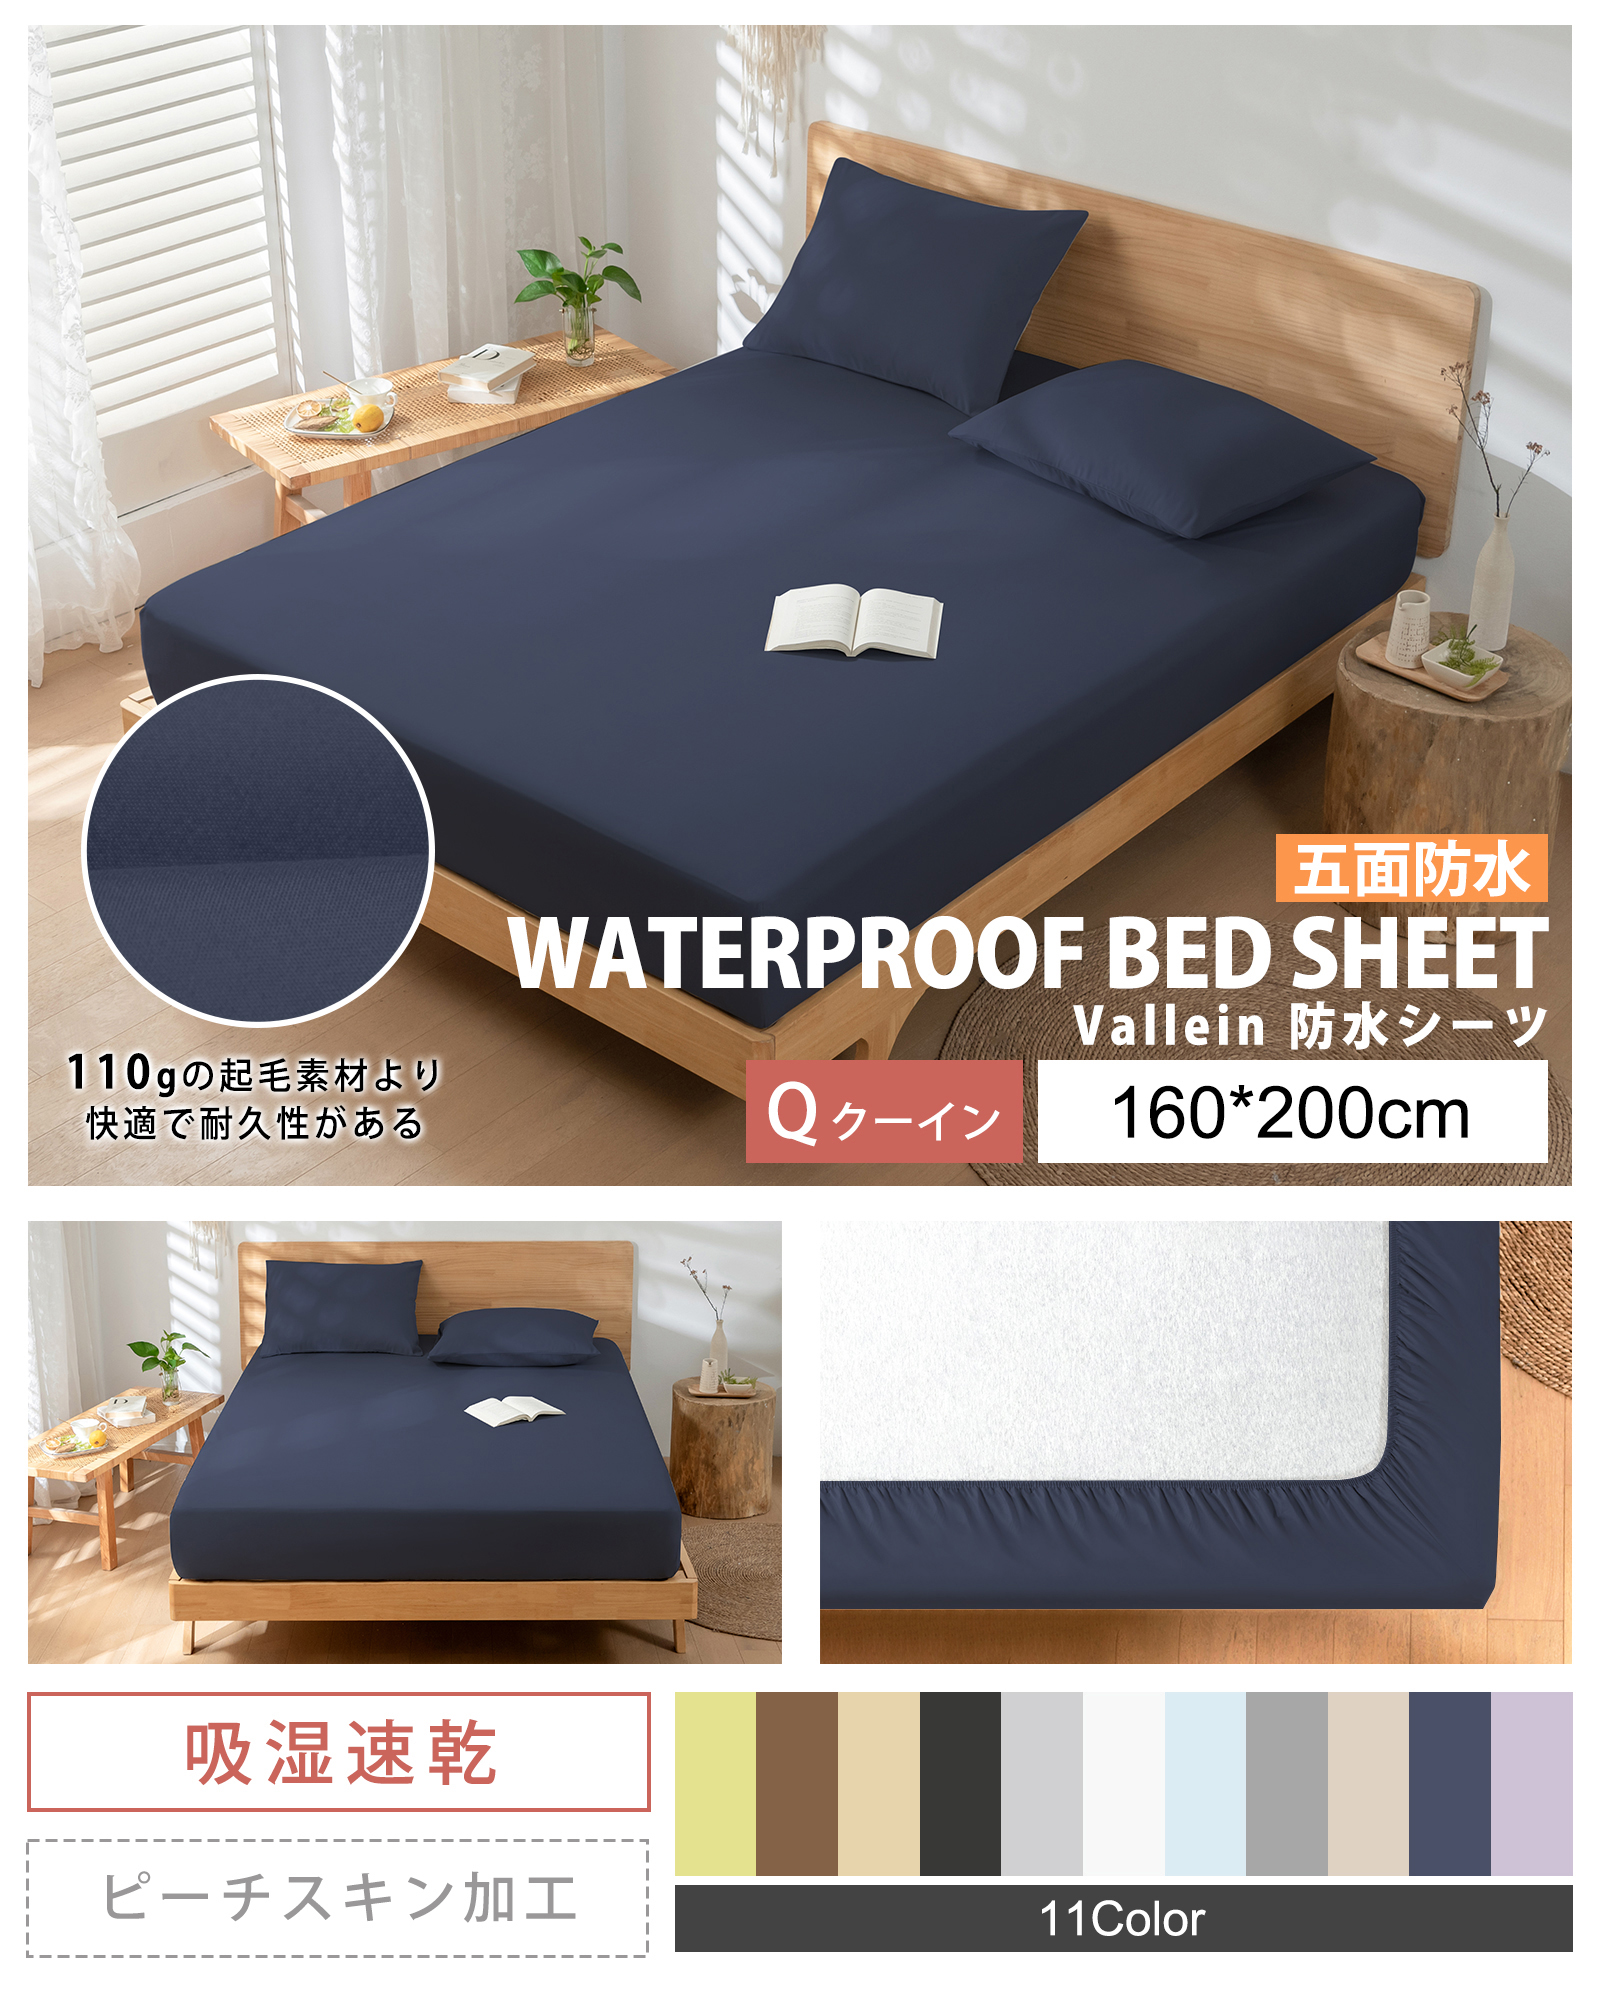 五面防水
WATERPROOF BED SHEET
Vallein 防水シーツ
Q クーイン
160*200cm
110gの起毛素材より
快適で耐久性がある
D
D
吸湿速乾
ピーチスキン加工
11Color